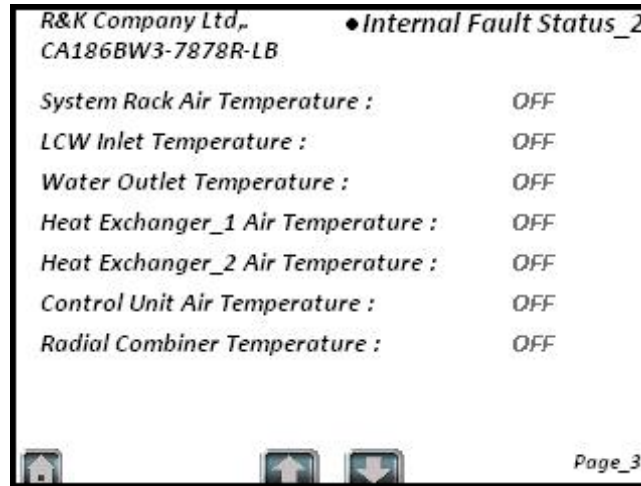 R&K Company Ltd,. ●Internal Fault Status_2
CA186BW3-7878R-LB
System Rack Air Temperature : OFF
LCW Inlet Temperature : OFF
Water Outlet Temperature : OFF
Heat Exchanger_1 Air Temperature : OFF
Heat Exchanger_2 Air Temperature : OFF
Control Unit Air Temperature : OFF
Radial Combiner Temperature : OFF
Page_3